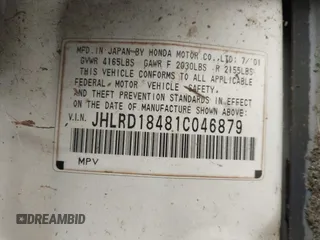 MFD.IN JAPAN·BY HONDA MOTOR CO.,LTD: 7/'01
GVWR 4165LBS GAWR F 2030LBS R 2155LBS
THIS VEHICLE CONFORMS TO ALL APPLICABLE
FEDERAL MOTOR VEHICLE SAFETY,
AND THEFT PREVENTION STANDARDS IN EFFECT
ON THE DATE OF MANUFACTURE SHOWN ABOVE.
V.I.N. JHLRD18481C046879
MPV
DREAMBID